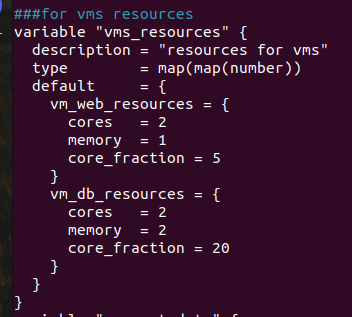 ###for vms resources
variable "vms_resources" {
  description = "resources for vms"
  type        = map(map(number))
  default     = {
    vm_web_resources = {
      cores   = 2
      memory  = 1
      core_fraction = 5
    }
    vm_db_resources = {
      cores   = 2
      memory  = 2
      core_fraction = 20
    }
  }
}